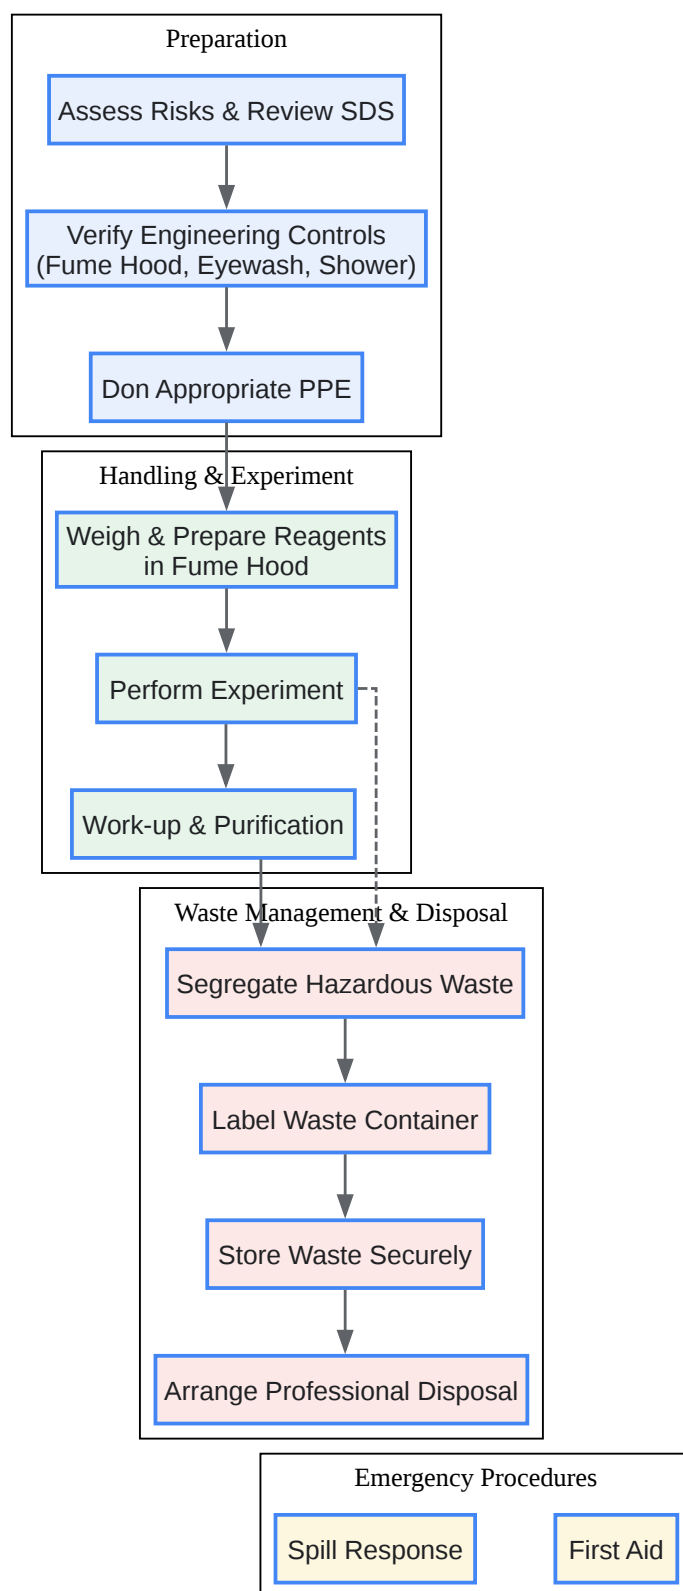 Preparation
Assess Risks & Review SDS
Verify Engineering Controls
(Fume Hood, Eyewash, Shower)
Don Appropriate PPE
Handling & Experiment
Weigh & Prepare Reagents
in Fume Hood
Perform Experiment
Work-up & Purification
Waste Management & Disposal
Segregate Hazardous Waste
Label Waste Container
Store Waste Securely
Arrange Professional Disposal
Emergency Procedures
Spill Response
First Aid